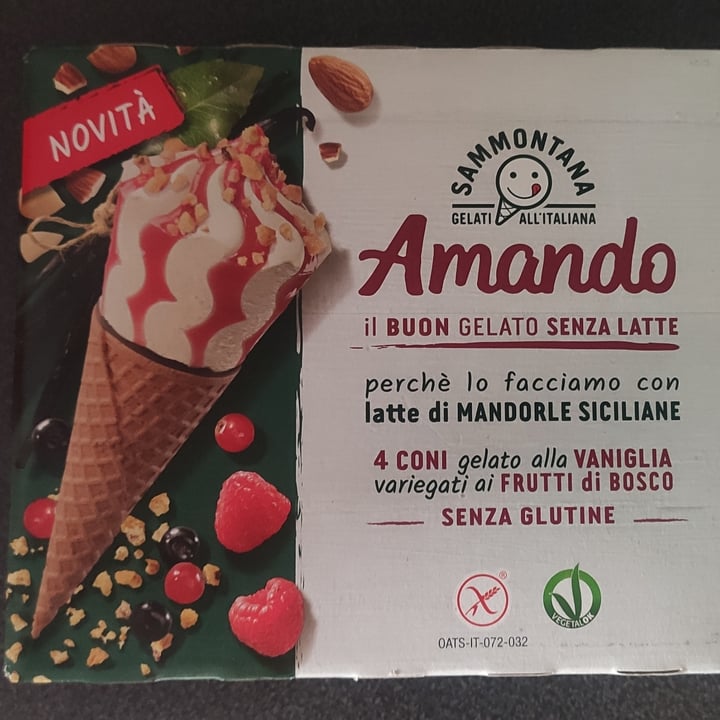 NOVITÀ
SAMMONTANA
GELATI ALL'ITALIANA
Amando
il BUON GELATO SENZA LATTE
perchè lo facciamo con
latte di MANDORLE SICILIANE
4 CONI gelato alla VANIGLIA
variegati ai FRUTTI di BOSCO
SENZA GLUTINE
®
VEGETALOK
OATS-IT-072-032